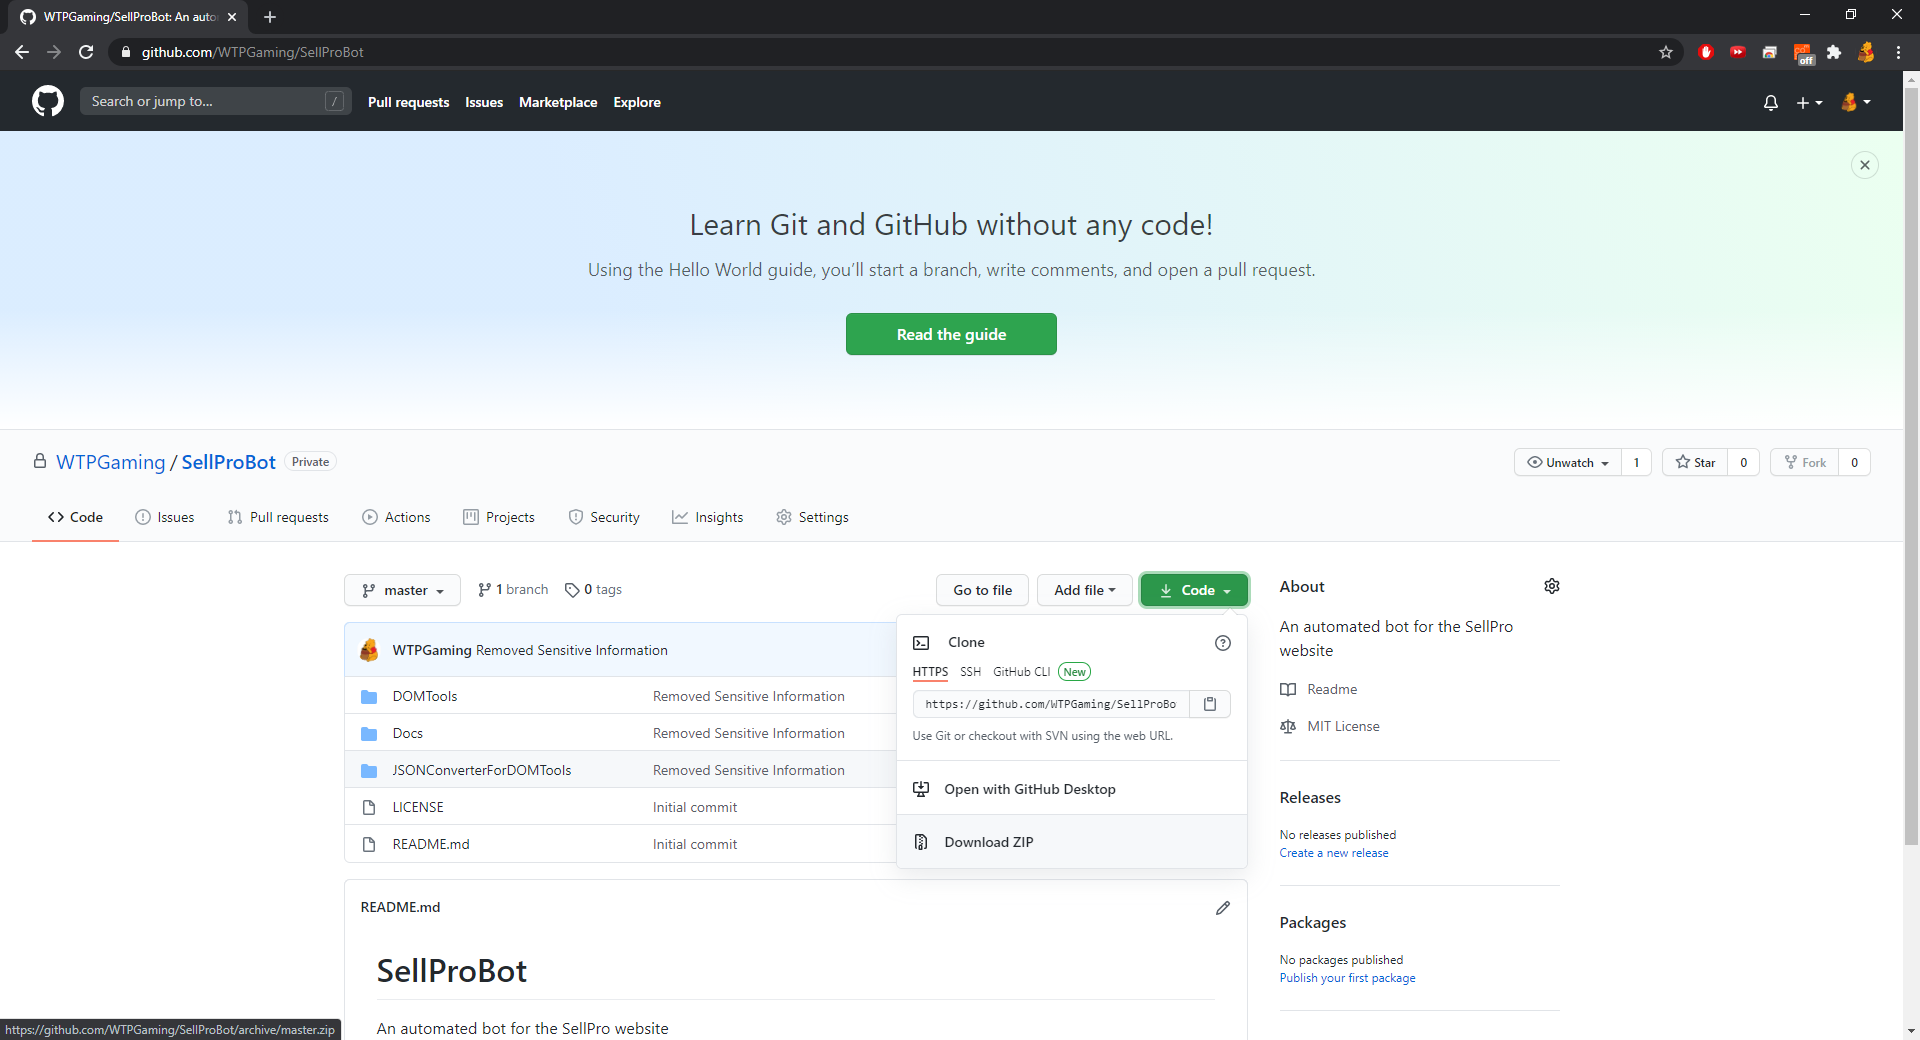 WTPGaming/SellProBot: An auto
github.com/WTPGaming/SellProBot
off
Search or jump to...
/
Pull requests
Issues
Marketplace
Explore
Learn Git and GitHub without any code!
Using the Hello World guide, you’ll start a branch, write comments, and open a pull request.
Read the guide
WTPGaming / SellProBot
Private
Unwatch
1
Star
0
Fork
0
Code
Issues
Pull requests
Actions
Projects
Security
Insights
Settings
master
1 branch
0 tags
Go to file
Add file
Code
WTPGaming Removed Sensitive Information
DOMTools
Removed Sensitive Information
Docs
Removed Sensitive Information
JSONConverterForDOMTools
Removed Sensitive Information
LICENSE
Initial commit
README.md
Initial commit
Clone
HTTPS
SSH
GitHub CLI
New
https://github.com/WTPGaming/SellProBo
Use Git or checkout with SVN using the web URL.
Open with GitHub Desktop
Download ZIP
About
An automated bot for the SellPro
website
Readme
MIT License
Releases
No releases published
Create a new release
Packages
No packages published
Publish your first package
README.md
SellProBot
An automated bot for the SellPro website
https://github.com/WTPGaming/SellProBot/archive/master.zip